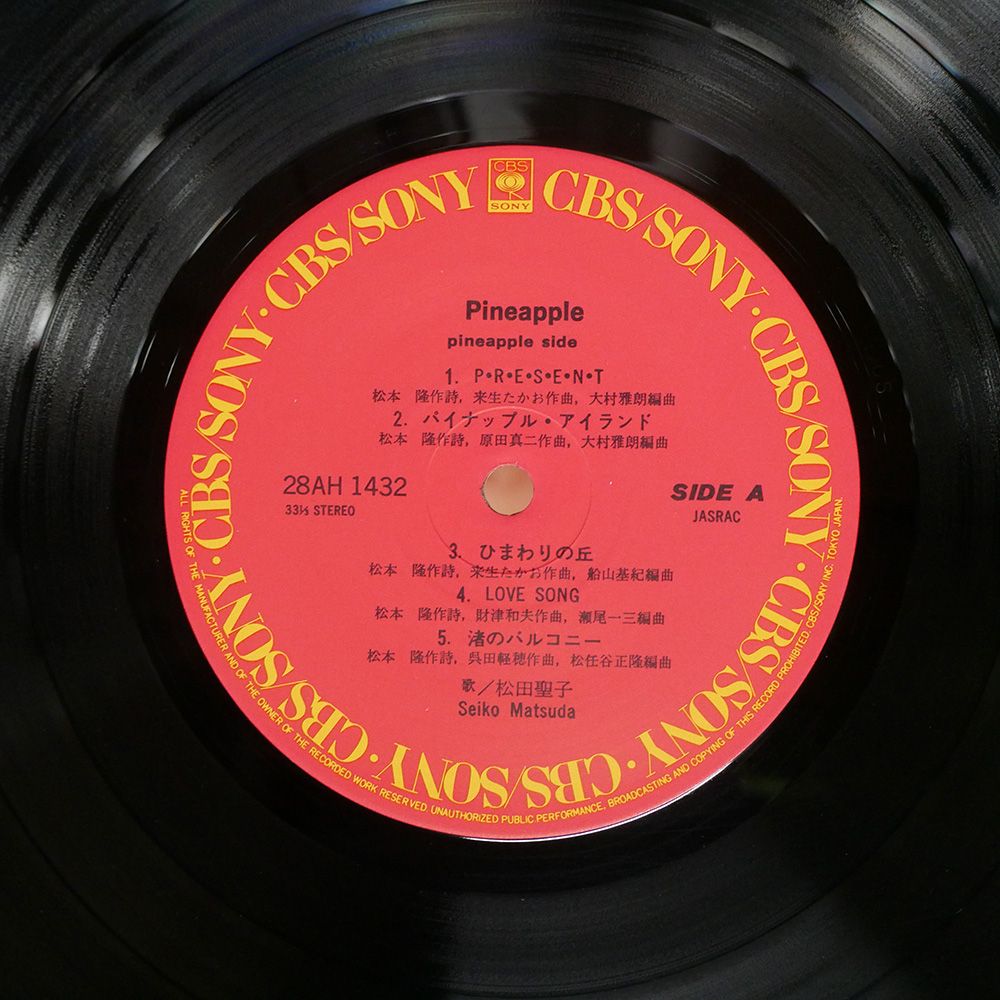 CBS
SONY
CBS/SONY · CBS/SONY · CBS/SONY · CBS/SONY · CBS/SONY · CBS/SONY · CBS/SONY · CBS/SONY
Pineapple
pineapple side
1. P•R•E•S•E•N•T
松本 隆作詩, 来生たかお作曲, 大村雅朗編曲
2. パイナップル・アイランド
松本 隆作詩, 原田真二作曲, 大村雅朗編曲
28AH 1432
33⅓ STEREO
SIDE A
JASRAC
3. ひまわりの丘
松本 隆作詩, 来生たかお作曲, 船山基紀編曲
4. LOVE SONG
松本 隆作詩, 財津和夫作曲, 瀬尾一三編曲
5. 渚のバルコニー
松本 隆作詩, 呉田軽穂作曲, 松任谷正隆編曲
歌／松田聖子
Seiko Matsuda
ALL RIGHTS OF THE MANUFACTURER AND OF THE OWNER OF THE RECORDED WORK RESERVED. UNAUTHORIZED PUBLIC PERFORMANCE, BROADCASTING AND COPYING OF THIS RECORD PROHIBITED. CBS/SONY INC. TOKYO JAPAN.